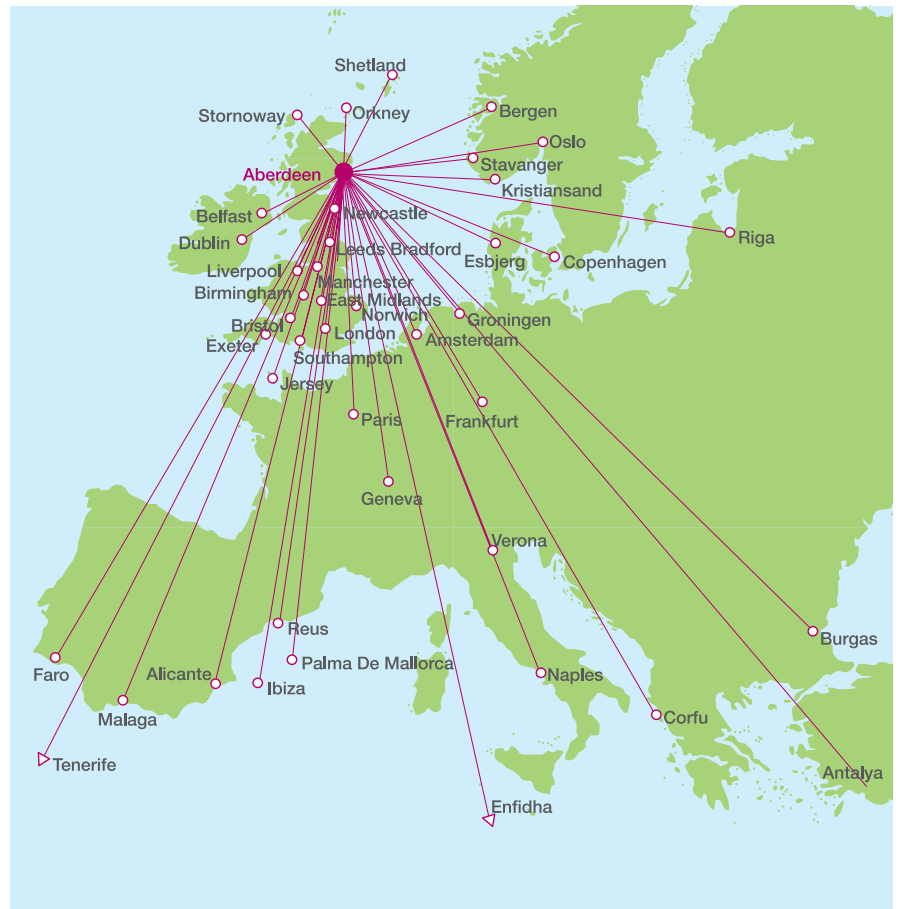 Shetland
Orkney
Stornoway
Bergen
Oslo
Stavanger
Aberdeen
Kristiansand
Belfast
Newcastle
Riga
Dublin
Leeds Bradford
Esbjerg
Copenhagen
Liverpool
Manchester
Birmingham
East Midlands
Norwich
Groningen
Bristol
London
Amsterdam
Exeter
Southampton
Jersey
Paris
Frankfurt
Geneva
Verona
Reus
Burgas
Palma De Mallorca
Faro
Alicante
Ibiza
Naples
Malaga
Corfu
Tenerife
Antalya
Enfidha